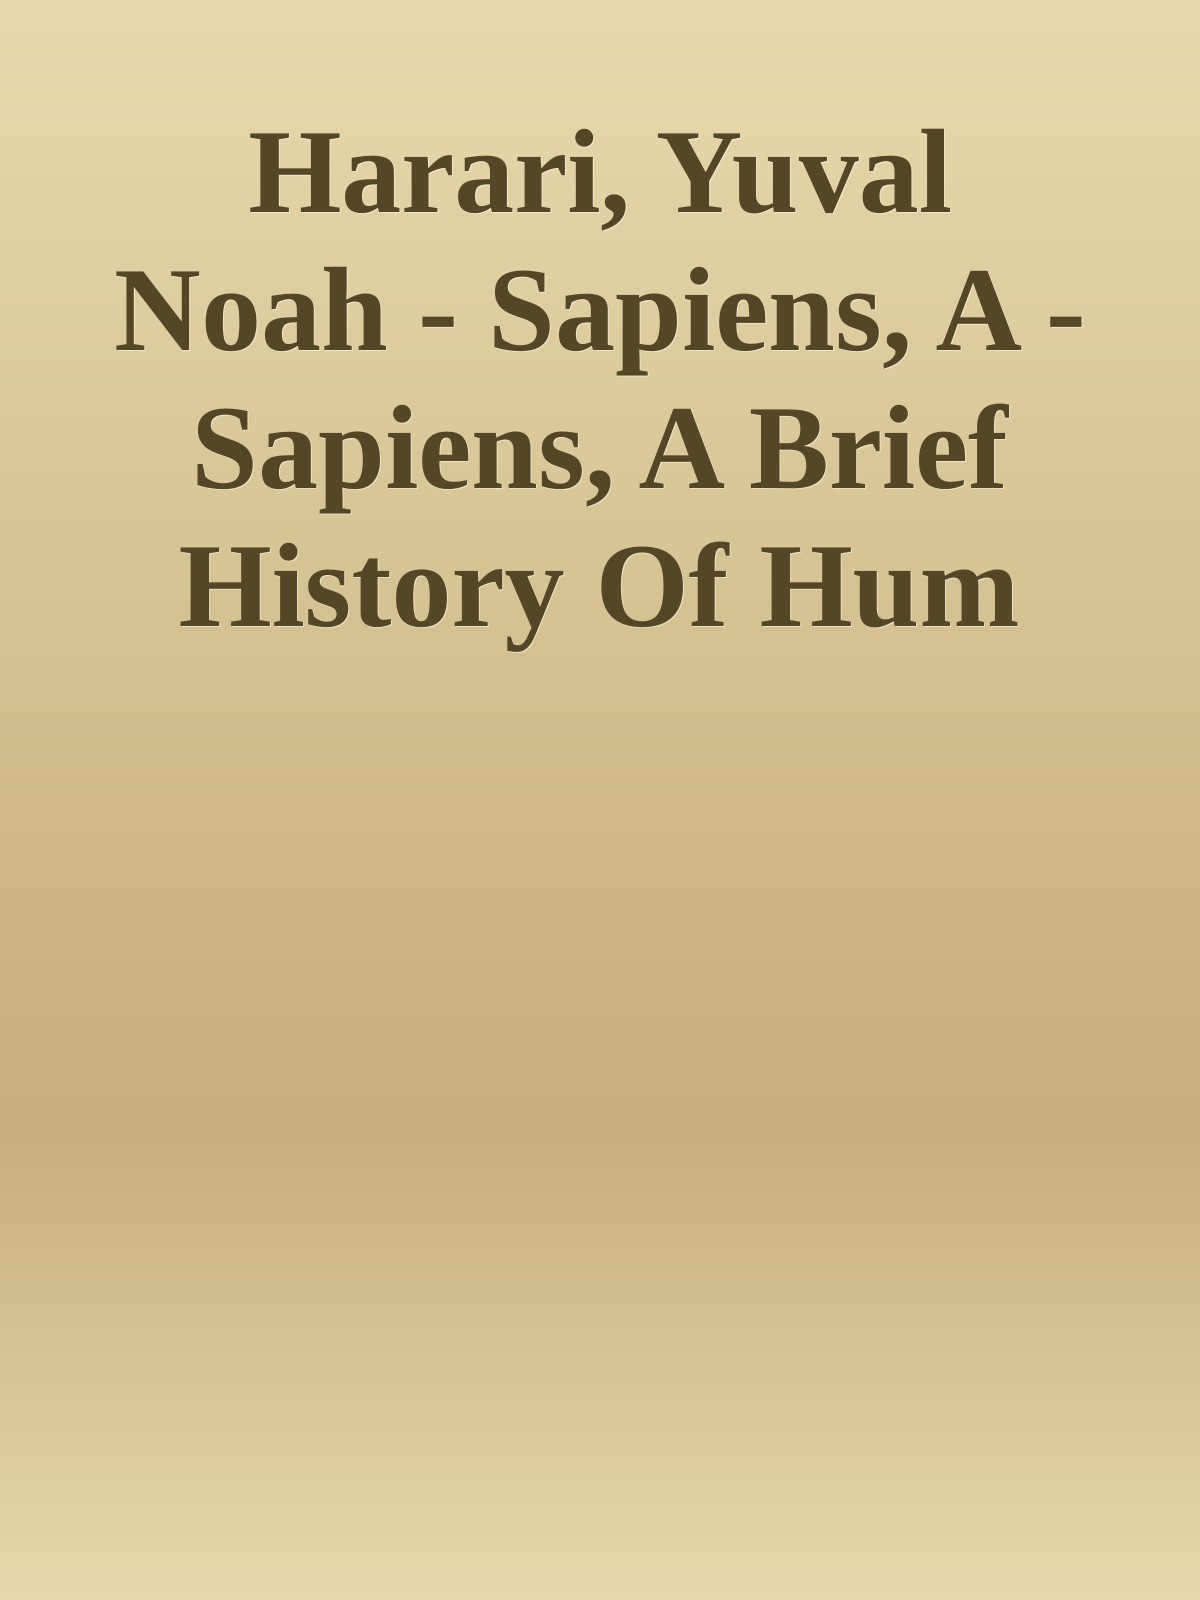 Harari, Yuval
Noah - Sapiens, A -
Sapiens, A Brief
History Of Hum